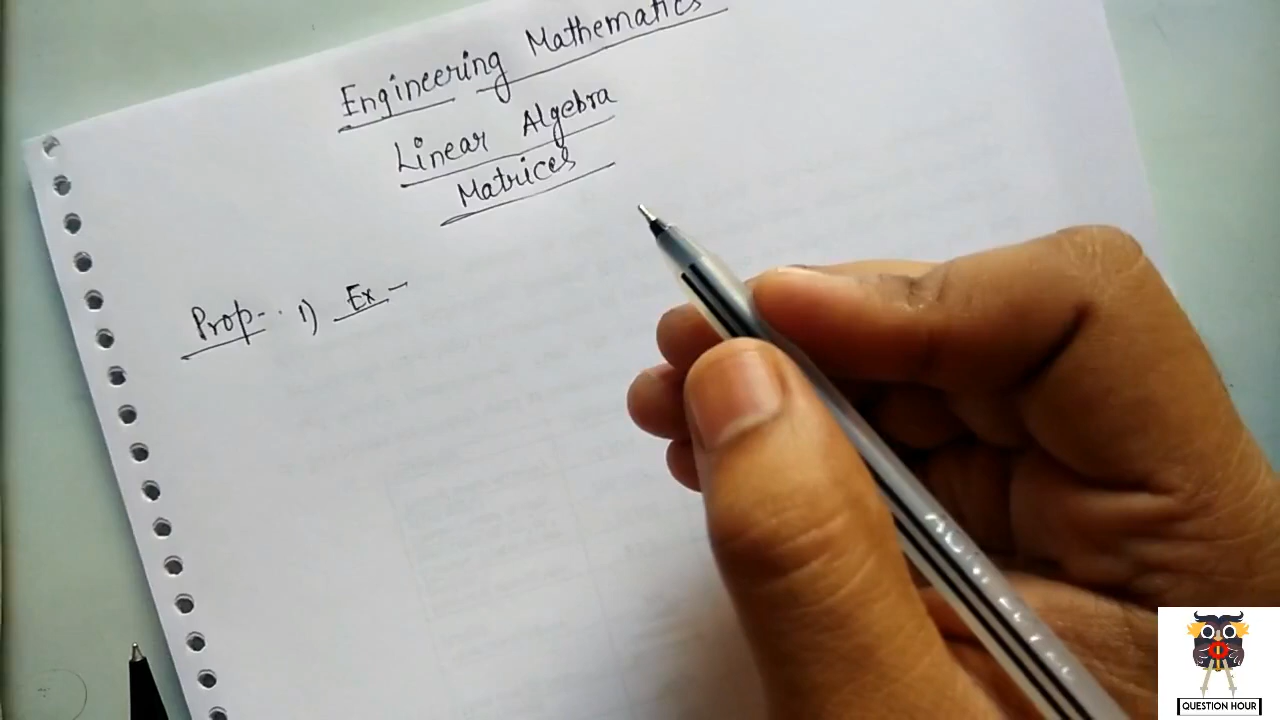 Engineering Mathematics
Linear Algebra
Matrices
Prop-. 1) Ex -
QUESTION HOUR